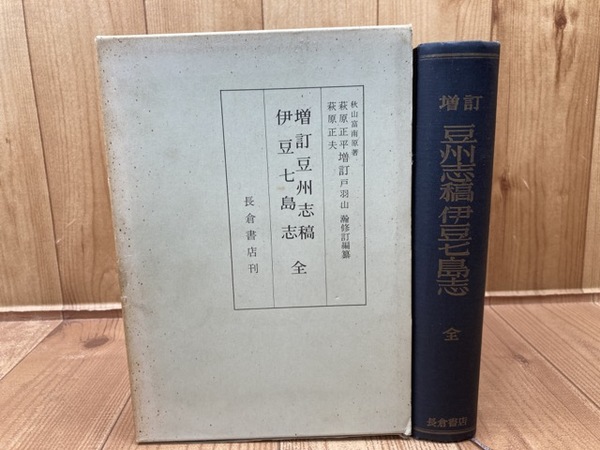 秋山富南原著
萩原正平増訂 戸羽山 瀚修訂編纂
萩原正夫
増訂豆州志稿
伊豆七島志 全
長倉書店刊
増訂
豆州志稿伊豆七島志
全
長倉書店